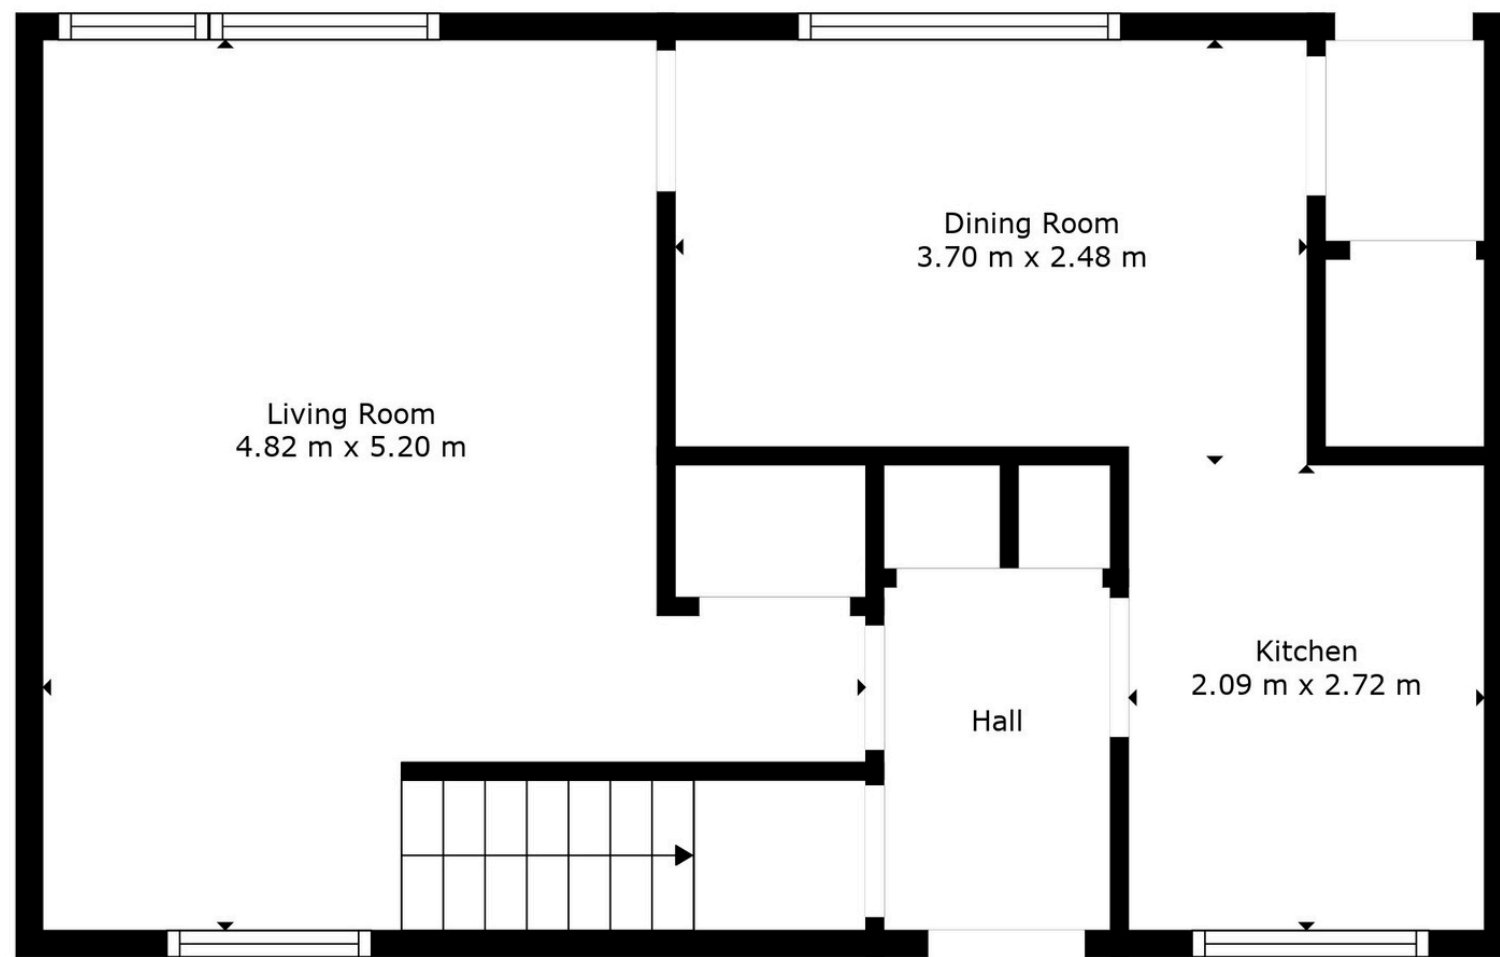 Dining Room
3.70 m x 2.48 m
Living Room
4.82 m x 5.20 m
Kitchen
2.09 m x 2.72 m
Hall